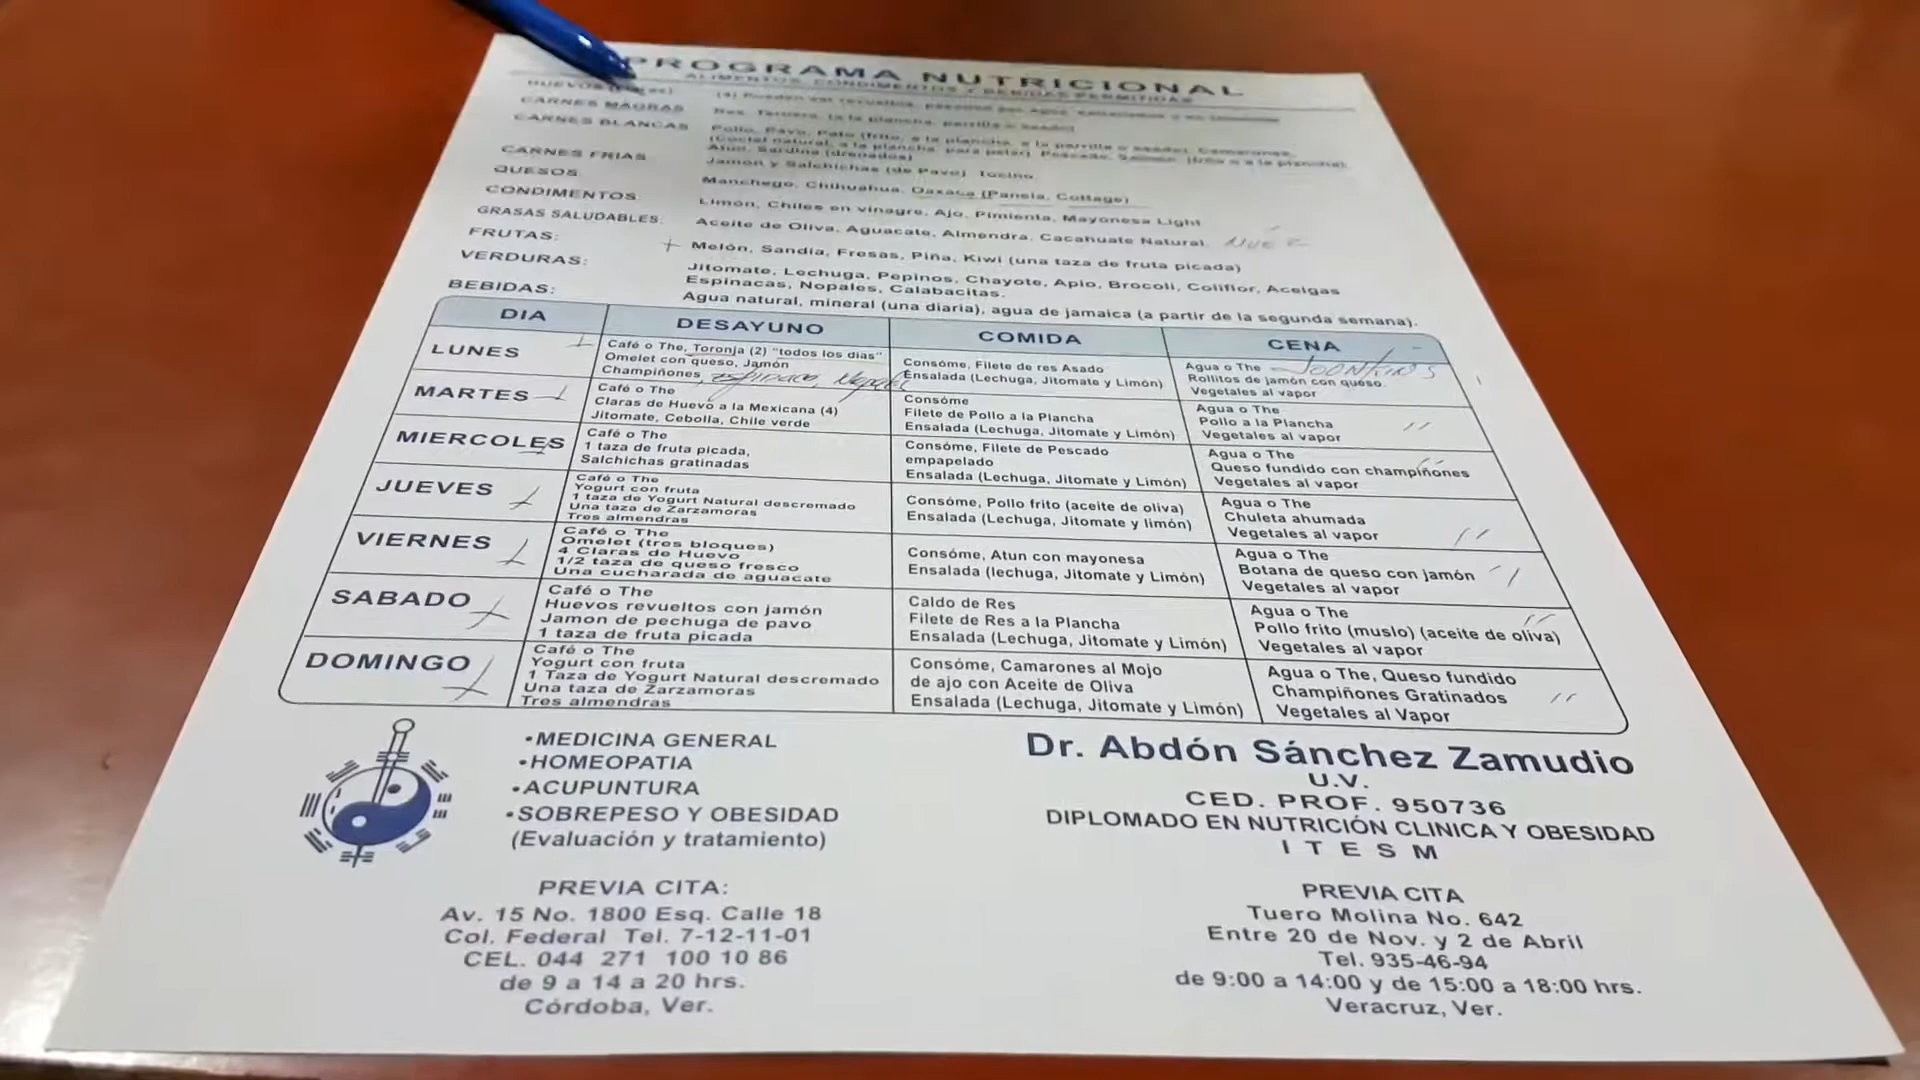 PROGRAMA NUTRICIONAL
ALIMENTOS, CONDIMENTOS Y BEBIDAS PERMITIDAS
HUEVOS
CARNES MAGRAS
CARNES BLANCAS Pollo, Pavo, Pato (frito, a la plancha, a la parrilla o asado), Camarones,
Atun, Sardina (drenados)
CARNES FRIAS Jamón y Salchichas (de Pavo) Tocino.
QUESOS Manchego, Chihuahua, Oaxaca (Panela, Cottage)
CONDIMENTOS Limón, Chiles en vinagre, Ajo, Pimienta, Mayonesa Light
GRASAS SALUDABLES: Aceite de Oliva, Aguacate, Almendra, Cacahuate Natural NUEZ
FRUTAS: + Melón, Sandía, Fresas, Piña, Kiwi (una taza de fruta picada)
VERDURAS: Jitomate, Lechuga, Pepinos, Chayote, Apio, Brocoli, Coliflor, Acelgas
Espinacas, Nopales, Calabacitas.
BEBIDAS: Agua natural, mineral (una diaria), agua de jamaica (a partir de la segunda semana).
DIA DESAYUNO COMIDA CENA
LUNES
Café o The, Toronja (2) "todos los dias"
Omelet con queso, Jamón
Champiñones, espinaca, Nopales
Consóme, Filete de res Asado
Ensalada (Lechuga, Jitomate y Limón)
Agua o The
Rollitos de jamón con queso.
Vegetales al vapor
MARTES
Café o The
Claras de Huevo a la Mexicana (4)
Jitomate, Cebolla, Chile verde
Consóme
Filete de Pollo a la Plancha
Ensalada (Lechuga, Jitomate y Limón)
Agua o The
Pollo a la Plancha
Vegetales al vapor
MIERCOLES
Café o The
1 taza de fruta picada,
Salchichas gratinadas
Consóme, Filete de Pescado
empapelado
Ensalada (Lechuga, Jitomate y Limón)
Agua o The
Queso fundido con champiñones
Vegetales al vapor
JUEVES
Café o The
Yogurt con fruta
1 taza de Yogurt Natural descremado
Una taza de Zarzamoras
Tres almendras
Consóme, Pollo frito (aceite de oliva)
Ensalada (Lechuga, Jitomate y limón)
Agua o The
Chuleta ahumada
Vegetales al vapor
VIERNES
Café o The
Omelet (tres bloques)
4 Claras de Huevo
1/2 taza de queso fresco
Una cucharada de aguacate
Consóme, Atun con mayonesa
Ensalada (lechuga, Jitomate y Limón)
Agua o The
Botana de queso con jamón
Vegetales al vapor
SABADO
Café o The
Huevos revueltos con jamón
Jamon de pechuga de pavo
1 taza de fruta picada
Caldo de Res
Filete de Res a la Plancha
Ensalada (Lechuga, Jitomate y Limón)
Agua o The
Pollo frito (muslo) (aceite de oliva)
Vegetales al vapor
DOMINGO
Café o The
Yogurt con fruta
1 Taza de Yogurt Natural descremado
Una taza de Zarzamoras
Tres almendras
Consóme, Camarones al Mojo
de ajo con Aceite de Oliva
Ensalada (Lechuga, Jitomate y Limón)
Agua o The, Queso fundido
Champiñones Gratinados
Vegetales al Vapor
•MEDICINA GENERAL
•HOMEOPATIA
•ACUPUNTURA
•SOBREPESO Y OBESIDAD
(Evaluación y tratamiento)
PREVIA CITA:
Av. 15 No. 1800 Esq. Calle 18
Col. Federal Tel. 7-12-11-01
CEL. 044 271 100 10 86
de 9 a 14 a 20 hrs.
Córdoba, Ver.
Dr. Abdón Sánchez Zamudio
U.V.
CED. PROF. 950736
DIPLOMADO EN NUTRICIÓN CLINICA Y OBESIDAD
I T E S M
PREVIA CITA
Tuero Molina No. 642
Entre 20 de Nov. y 2 de Abril
Tel. 935-46-94
de 9:00 a 14:00 y de 15:00 a 18:00 hrs.
Veracruz, Ver.